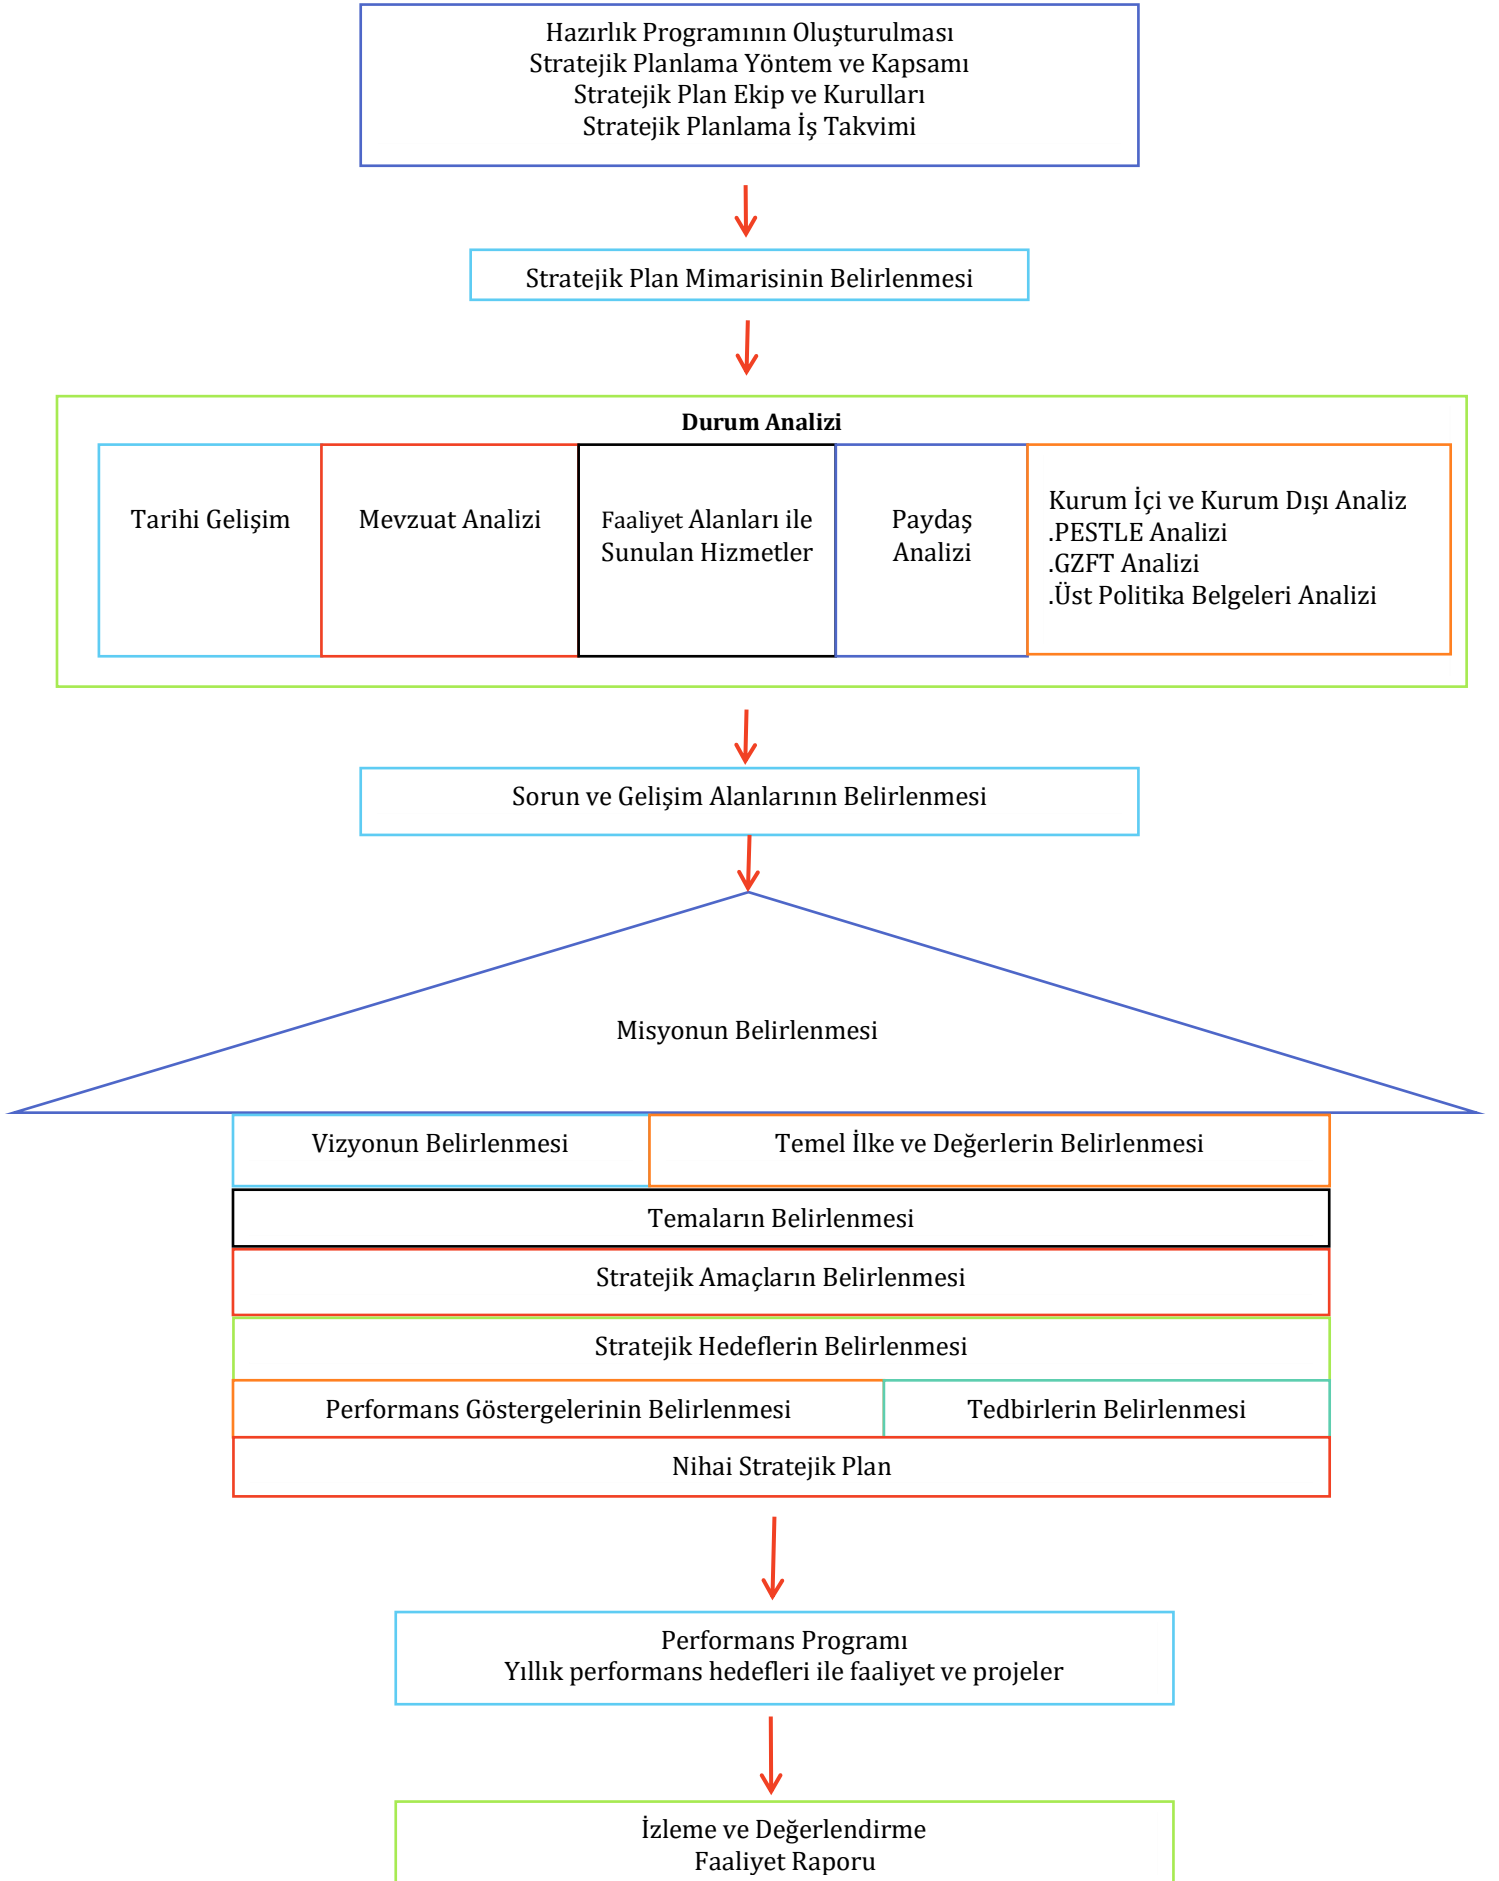 Hazırlık Programının Oluşturulması
Stratejik Planlama Yöntem ve Kapsamı
Stratejik Plan Ekip ve Kurulları
Stratejik Planlama İş Takvimi
Stratejik Plan Mimarisinin Belirlenmesi
Durum Analizi
Tarihi Gelişim
Mevzuat Analizi
Faaliyet Alanları ile
Sunulan Hizmetler
Paydaş
Analizi
Kurum İçi ve Kurum Dışı Analiz
.PESTLE Analizi
.GZFT Analizi
.Üst Politika Belgeleri Analizi
Sorun ve Gelişim Alanlarının Belirlenmesi
Misyonun Belirlenmesi
Vizyonun Belirlenmesi
Temel İlke ve Değerlerin Belirlenmesi
Temaların Belirlenmesi
Stratejik Amaçların Belirlenmesi
Stratejik Hedeflerin Belirlenmesi
Performans Göstergelerinin Belirlenmesi
Tedbirlerin Belirlenmesi
Nihai Stratejik Plan
Performans Programı
Yıllık performans hedefleri ile faaliyet ve projeler
İzleme ve Değerlendirme
Faaliyet Raporu